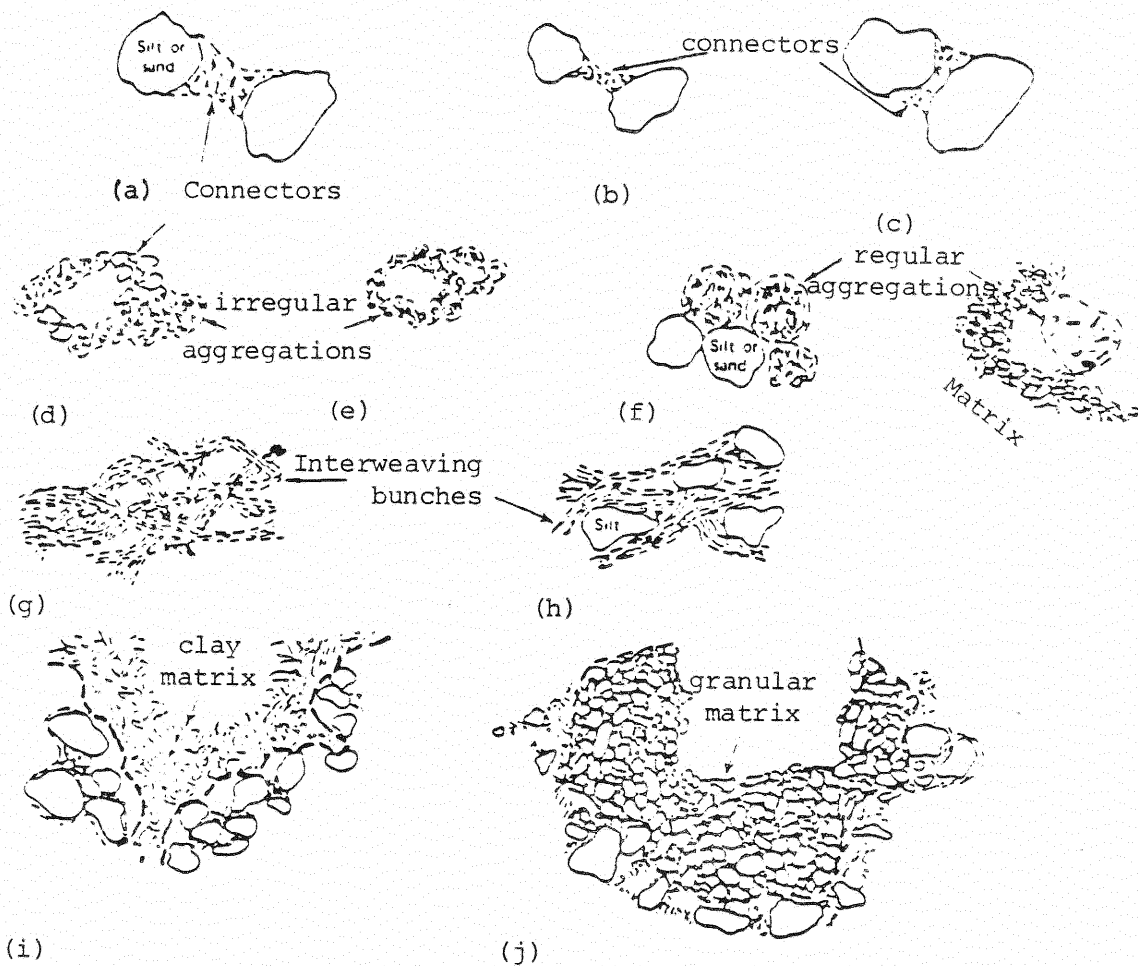 Silt or
sand
connectors
(a) Connectors
(b)
(c)
irregular
aggregations
regular
aggregations
Silt or
sand
Matrix
(d)
(e)
(f)
Interweaving
bunches
Silt
(g)
(h)
clay
matrix
granular
matrix
(i)
(j)